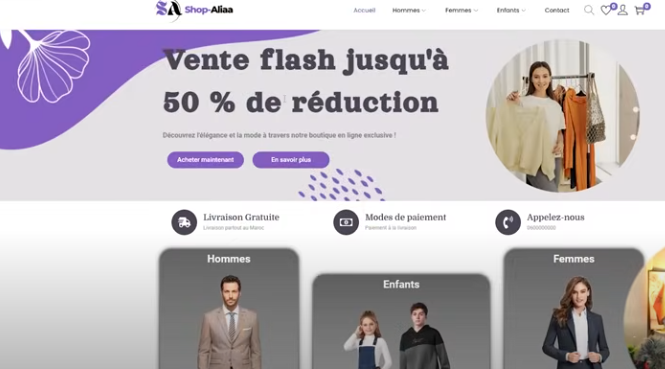 SA Shop-Aliaa
Accueil Hommes Femmes Enfants Contact
0 0
Vente flash jusqu'à
50 % de réduction
Découvrez l'élégance et la mode à travers notre boutique en ligne exclusive !
Acheter maintenant En savoir plus
Livraison Gratuite Modes de paiement Appelez-nous
Livraison partout au Maroc Paiement à la livraison 0600000000
Hommes Femmes
Enfants